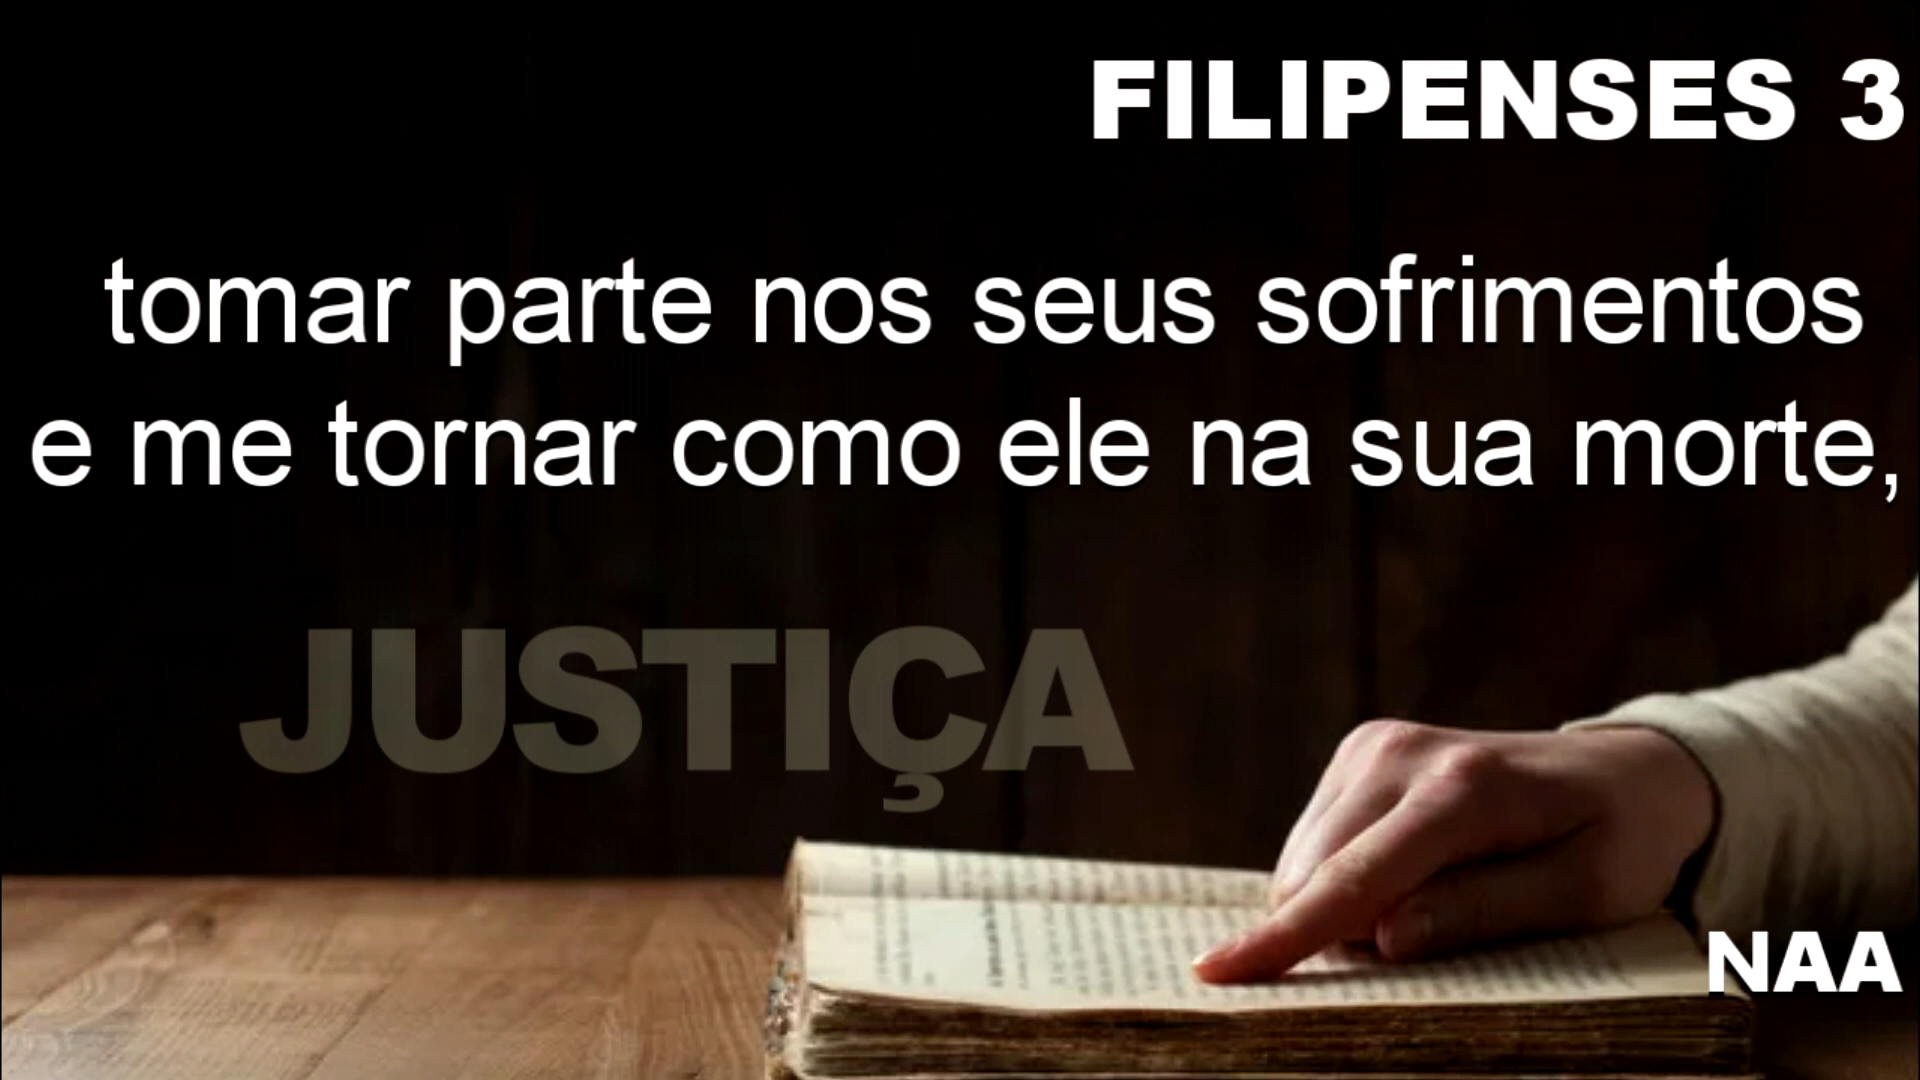 FILIPENSES 3
tomar parte nos seus sofrimentos
e me tornar como ele na sua morte,
JUSTIÇA
NAA